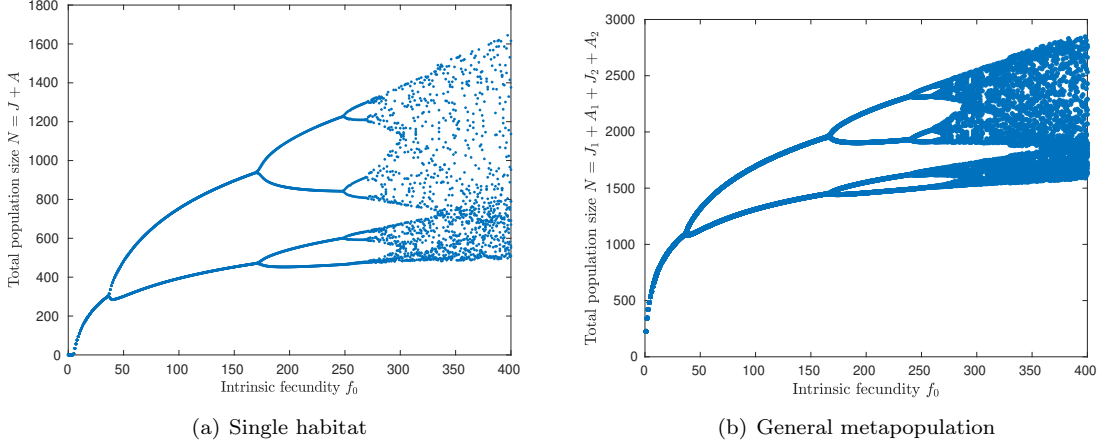 1800
1600
1400
1200
1000
800
600
400
200
0
Total population size N = J + A
0 50 100 150 200 250 300 350 400
Intrinsic fecundity f₀
(a) Single habitat
3000
2500
2000
1500
1000
500
0
Total population size N = J₁ + A₁ + J₂ + A₂
0 50 100 150 200 250 300 350 400
Intrinsic fecundity f₀
(b) General metapopulation